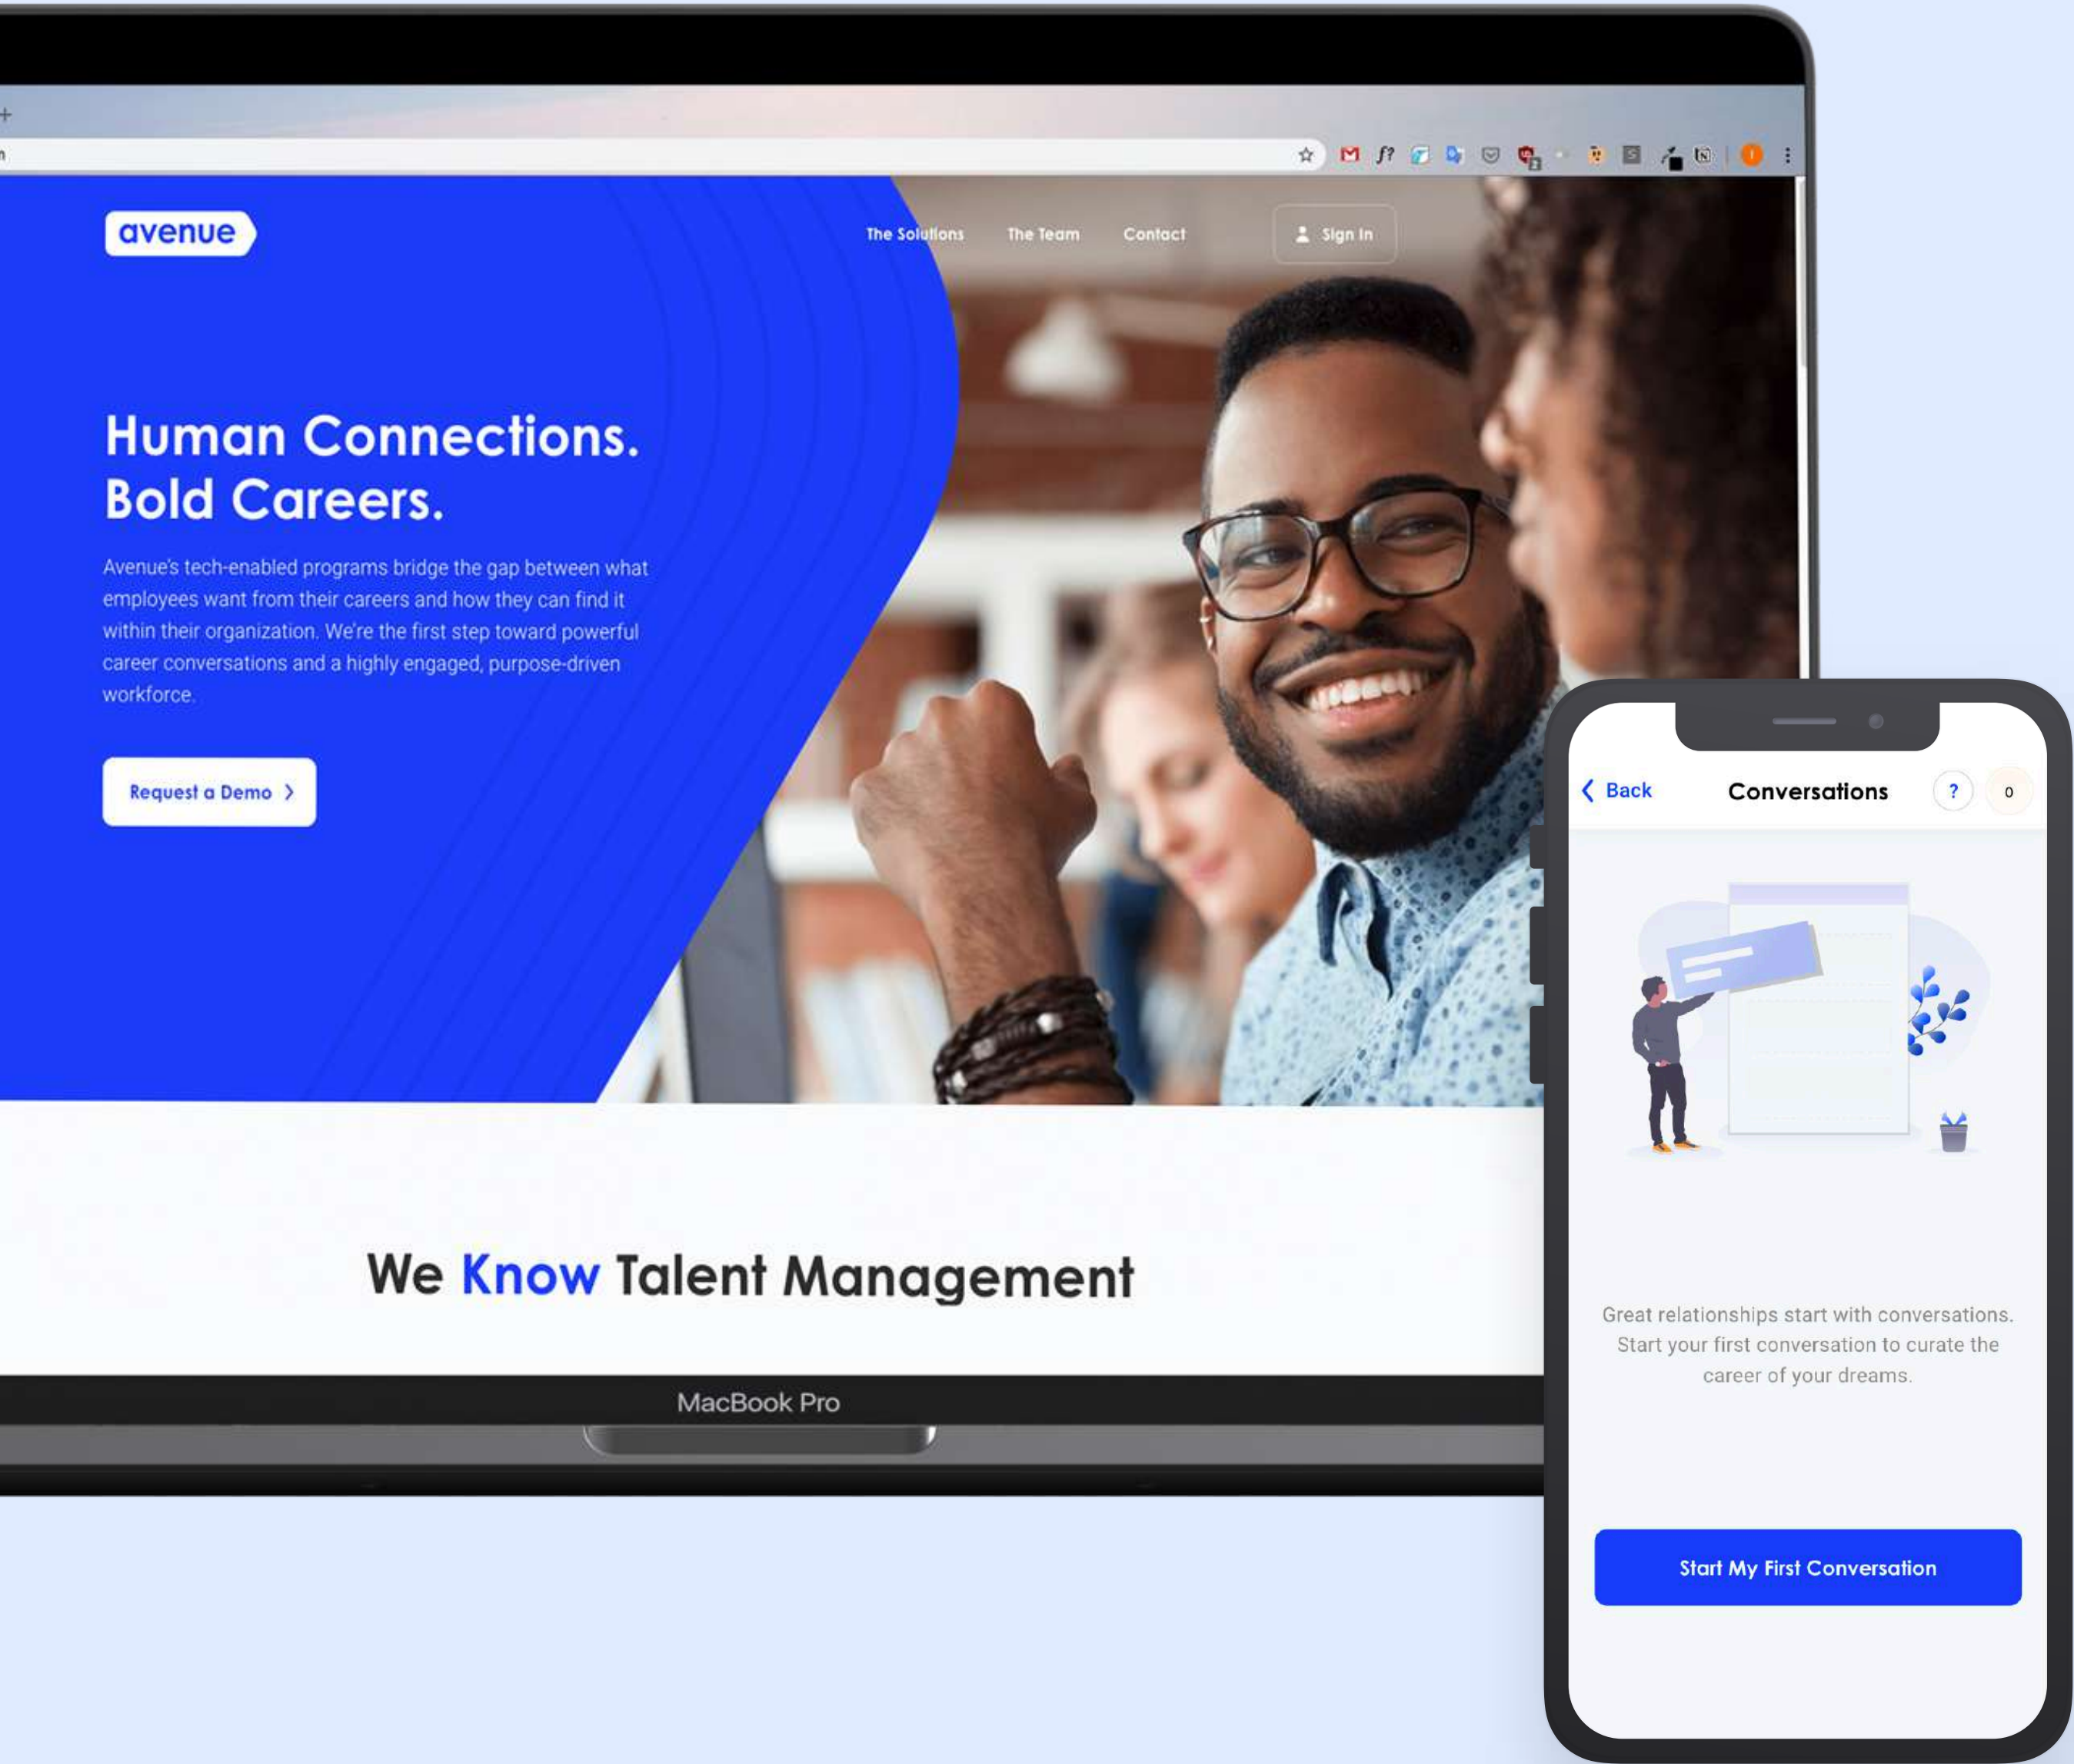 avenue
The Solutions
The Team
Contact
Sign In
Human Connections.
Bold Careers.
Avenue's tech-enabled programs bridge the gap between what
employees want from their careers and how they can find it
within their organization. We're the first step toward powerful
career conversations and a highly engaged, purpose-driven
workforce.
Request a Demo
We Know Talent Management
MacBook Pro
Back
Conversations
?
0
Great relationships start with conversations.
Start your first conversation to curate the
career of your dreams.
Start My First Conversation